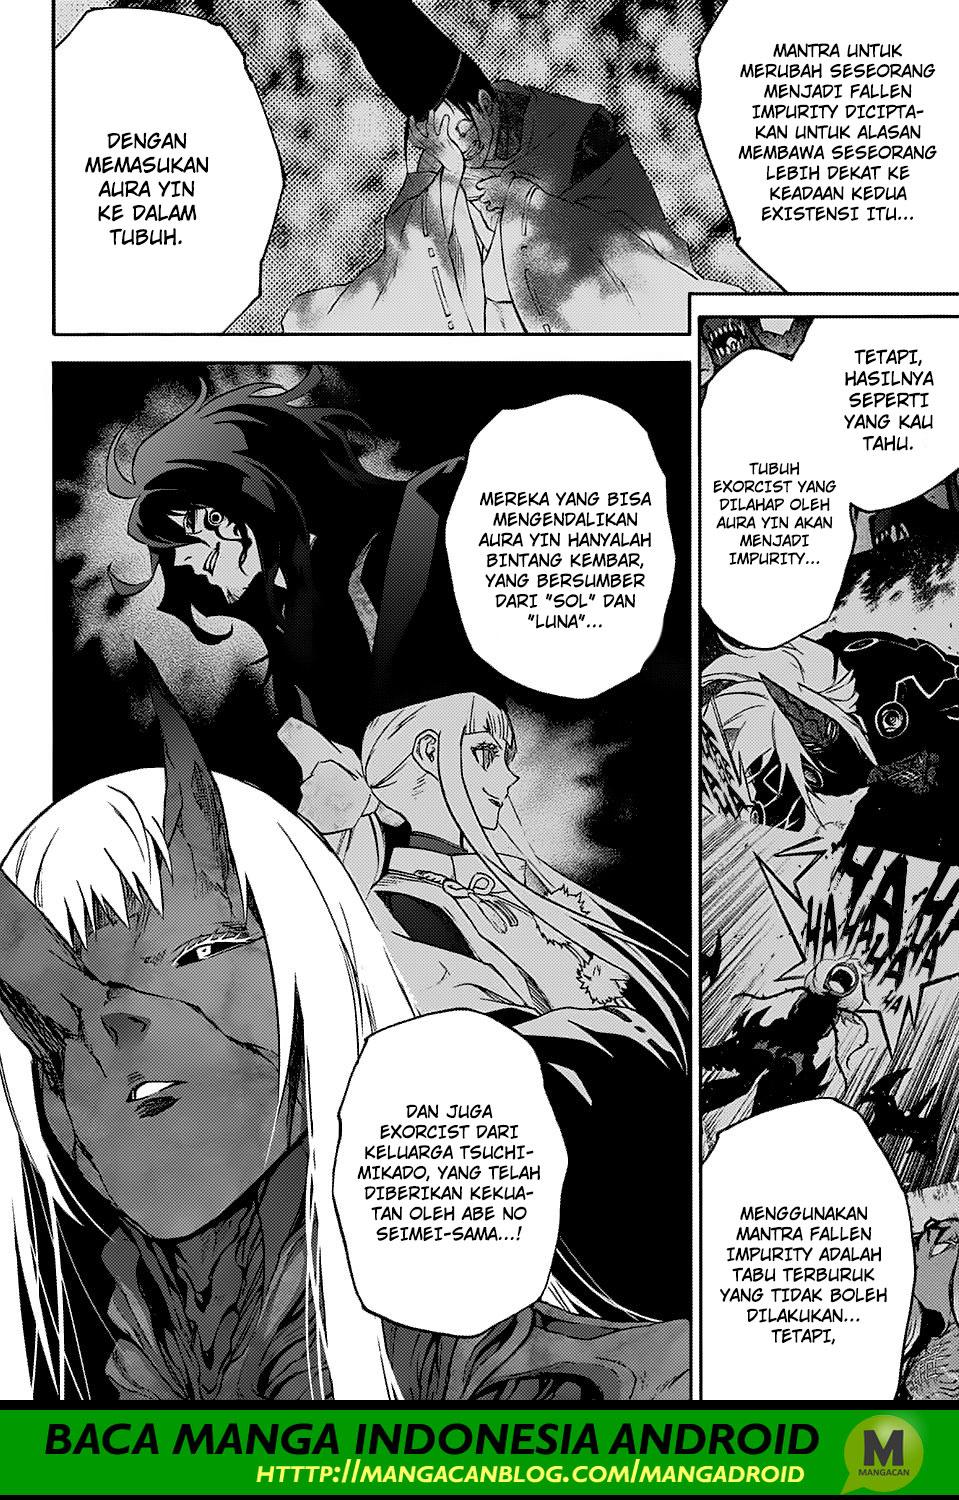 MANTRA UNTUK
MERUBAH SESEORANG
MENJADI FALLEN
IMPURITY DICIPTA-
KAN UNTUK ALASAN
MEMBAWA SESEORANG
LEBIH DEKAT KE
KEADAAN KEDUA
EXISTENSI ITU...
DENGAN
MEMASUKAN
AURA YIN
KE DALAM
TUBUH.
TETAPI,
HASILNYA
SEPERTI
YANG KAU
TAHU.
TUBUH
EXORCIST YANG
DILAHAP OLEH
AURA YIN AKAN
MENJADI
IMPURITY...
HA HA HA HA
MENGGUNAKAN
MANTRA FALLEN
IMPURITY ADALAH
TABU TERBURUK
YANG TIDAK BOLEH
DILAKUKAN...
TETAPI,
MEREKA YANG BISA
MENGENDALIKAN
AURA YIN HANYALAH
BINTANG KEMBAR,
YANG BERSUMBER
DARI "SOL" DAN
"LUNA"...
DAN JUGA
EXORCIST DARI
KELUARGA TSUCHI-
MIKADO, YANG TELAH
DIBERIKAN KEKUA-
TAN OLEH ABE NO
SEIMEI-SAMA...!
BACA MANGA INDONESIA ANDROID
HTTTP://MANGACANBLOG.COM/MANGADROID
M
MANGACAN